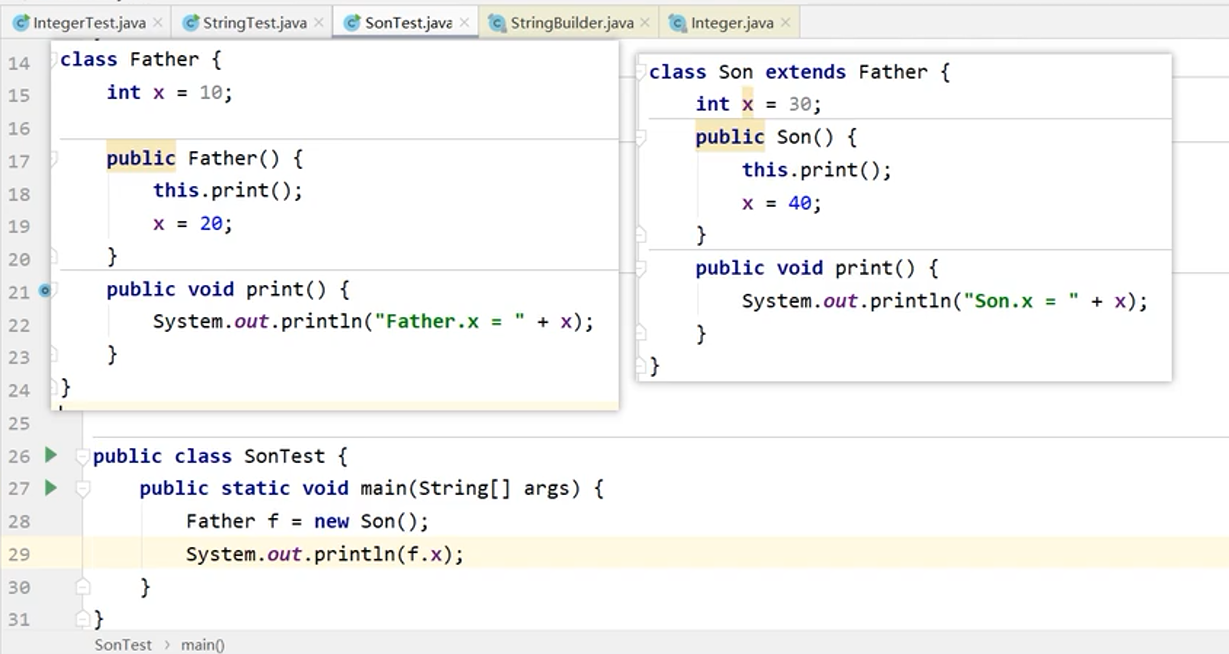 IntegerTest.java × StringTest.java × SonTest.java × StringBuilder.java × Integer.java ×
14
15
16
17
18
19
20
21
22
23
24
25
class Father {
int x = 10;
public Father() {
this.print();
x = 20;
}
public void print() {
System.out.println("Father.x = " + x);
}
}
class Son extends Father {
int x = 30;
public Son() {
this.print();
x = 40;
}
public void print() {
System.out.println("Son.x = " + x);
}
}
26 public class SonTest {
27 public static void main(String[] args) {
28 Father f = new Son();
29 System.out.println(f.x);
30 }
31 }
SonTest › main()